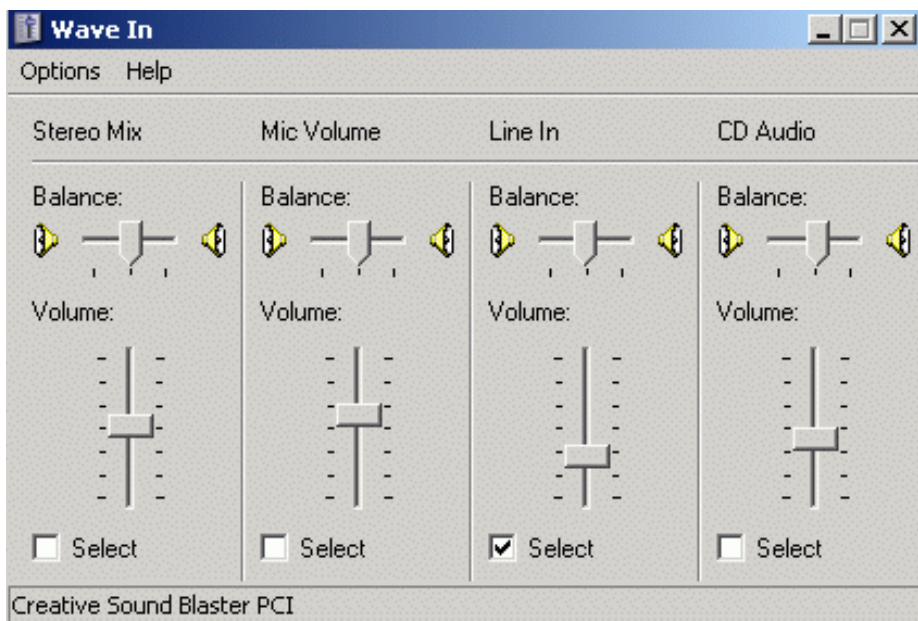 Wave In
Options Help
Stereo Mix Mic Volume Line In CD Audio
Balance: Balance: Balance: Balance:
Volume: Volume: Volume: Volume:
Select Select Select Select
Creative Sound Blaster PCI